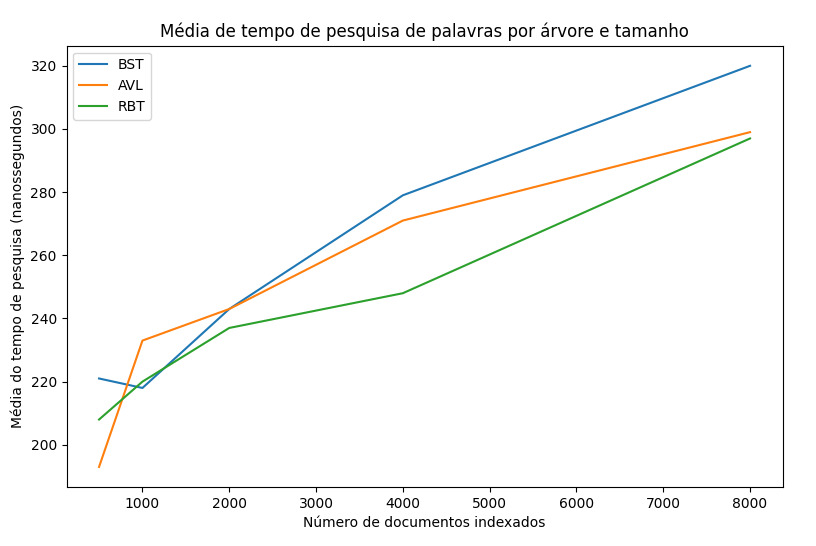 Média de tempo de pesquisa de palavras por árvore e tamanho
BST
AVL
RBT
Média do tempo de pesquisa (nanossegundos)
320
300
280
260
240
220
200
1000 2000 3000 4000 5000 6000 7000 8000
Número de documentos indexados